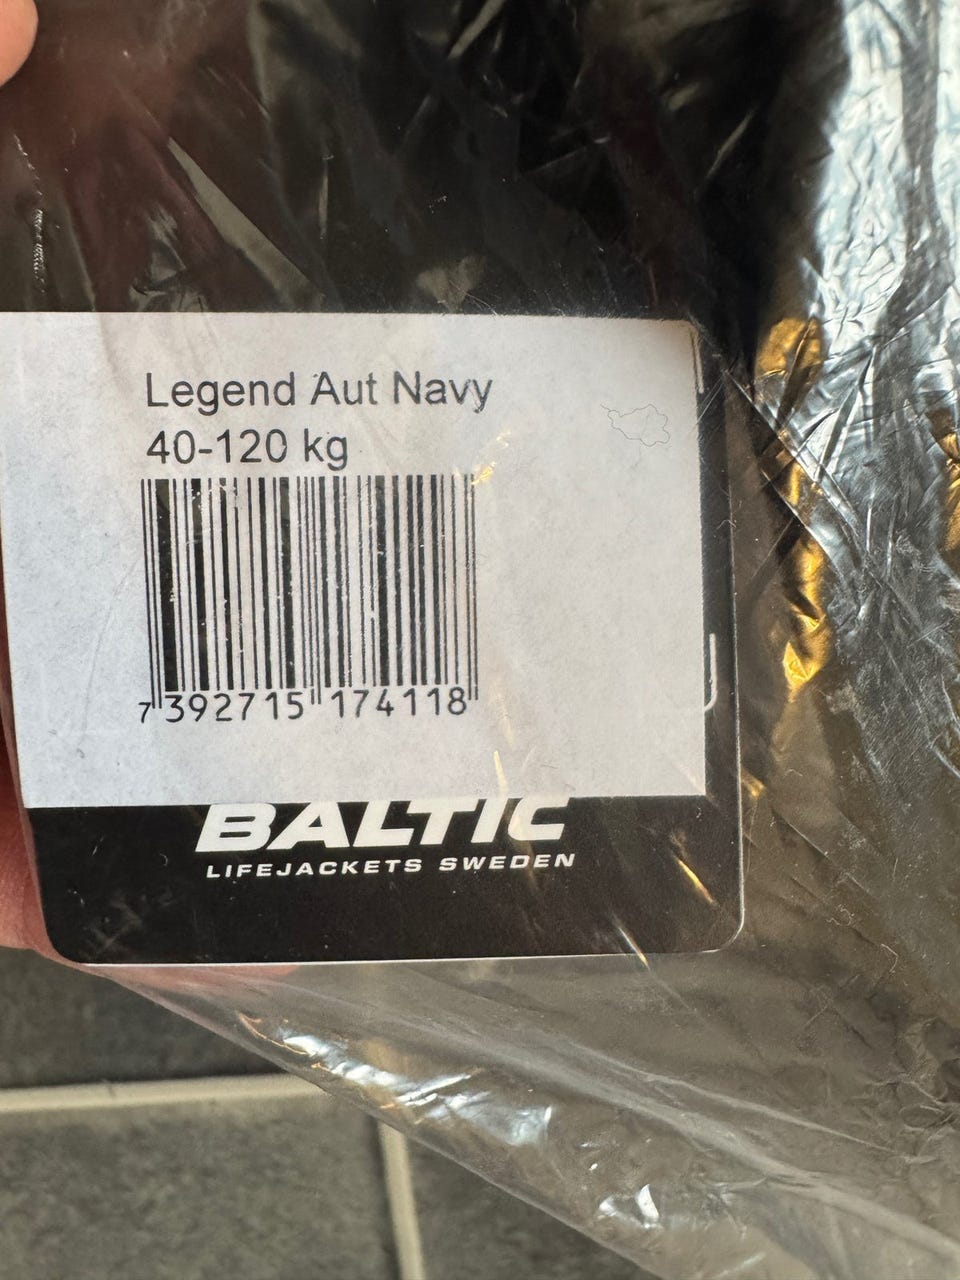 Legend Aut Navy
40-120 kg
7 392715 174118
BALTIC
LIFEJACKETS SWEDEN